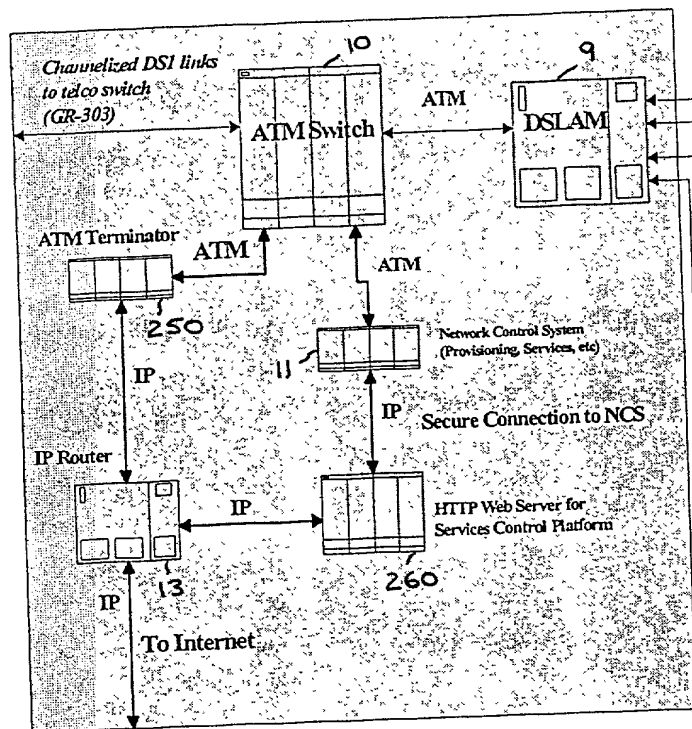 Channelized DS1 links
to telco switch
(GR-303)
10
ATM Switch
ATM
9
DSLAM
ATM Terminator
ATM
ATM
250
11
Network Control System
(Provisioning, Services, etc)
IP
IP
Secure Connection to NCS
IP Router
IP
HTTP Web Server for
Services Control Platform
13
260
IP
To Internet